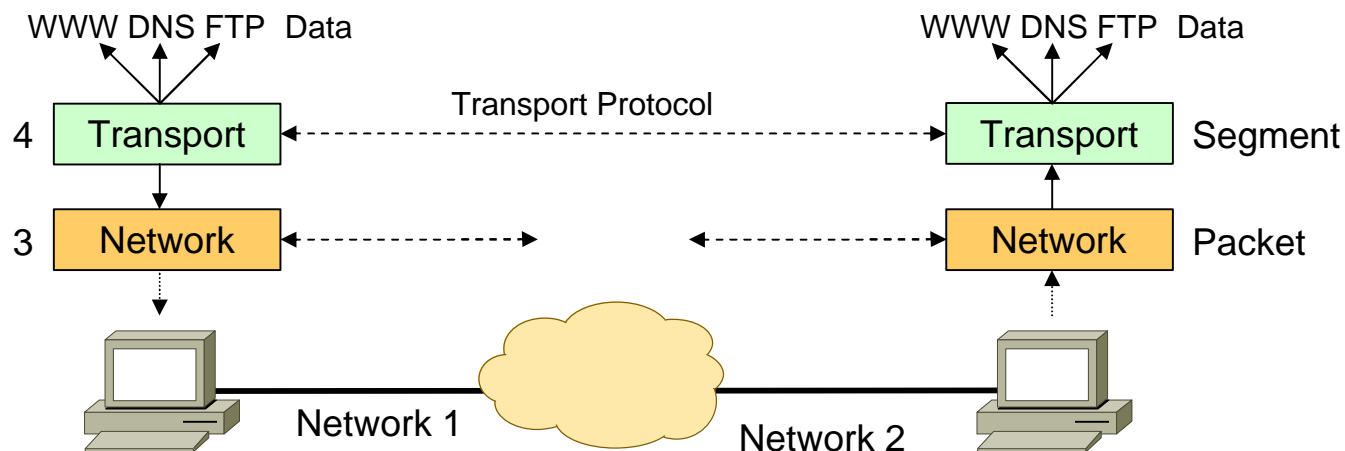 WWW DNS FTP Data WWW DNS FTP Data
Transport Protocol
4 Transport Transport Segment
3 Network Network Packet
Network 1 Network 2